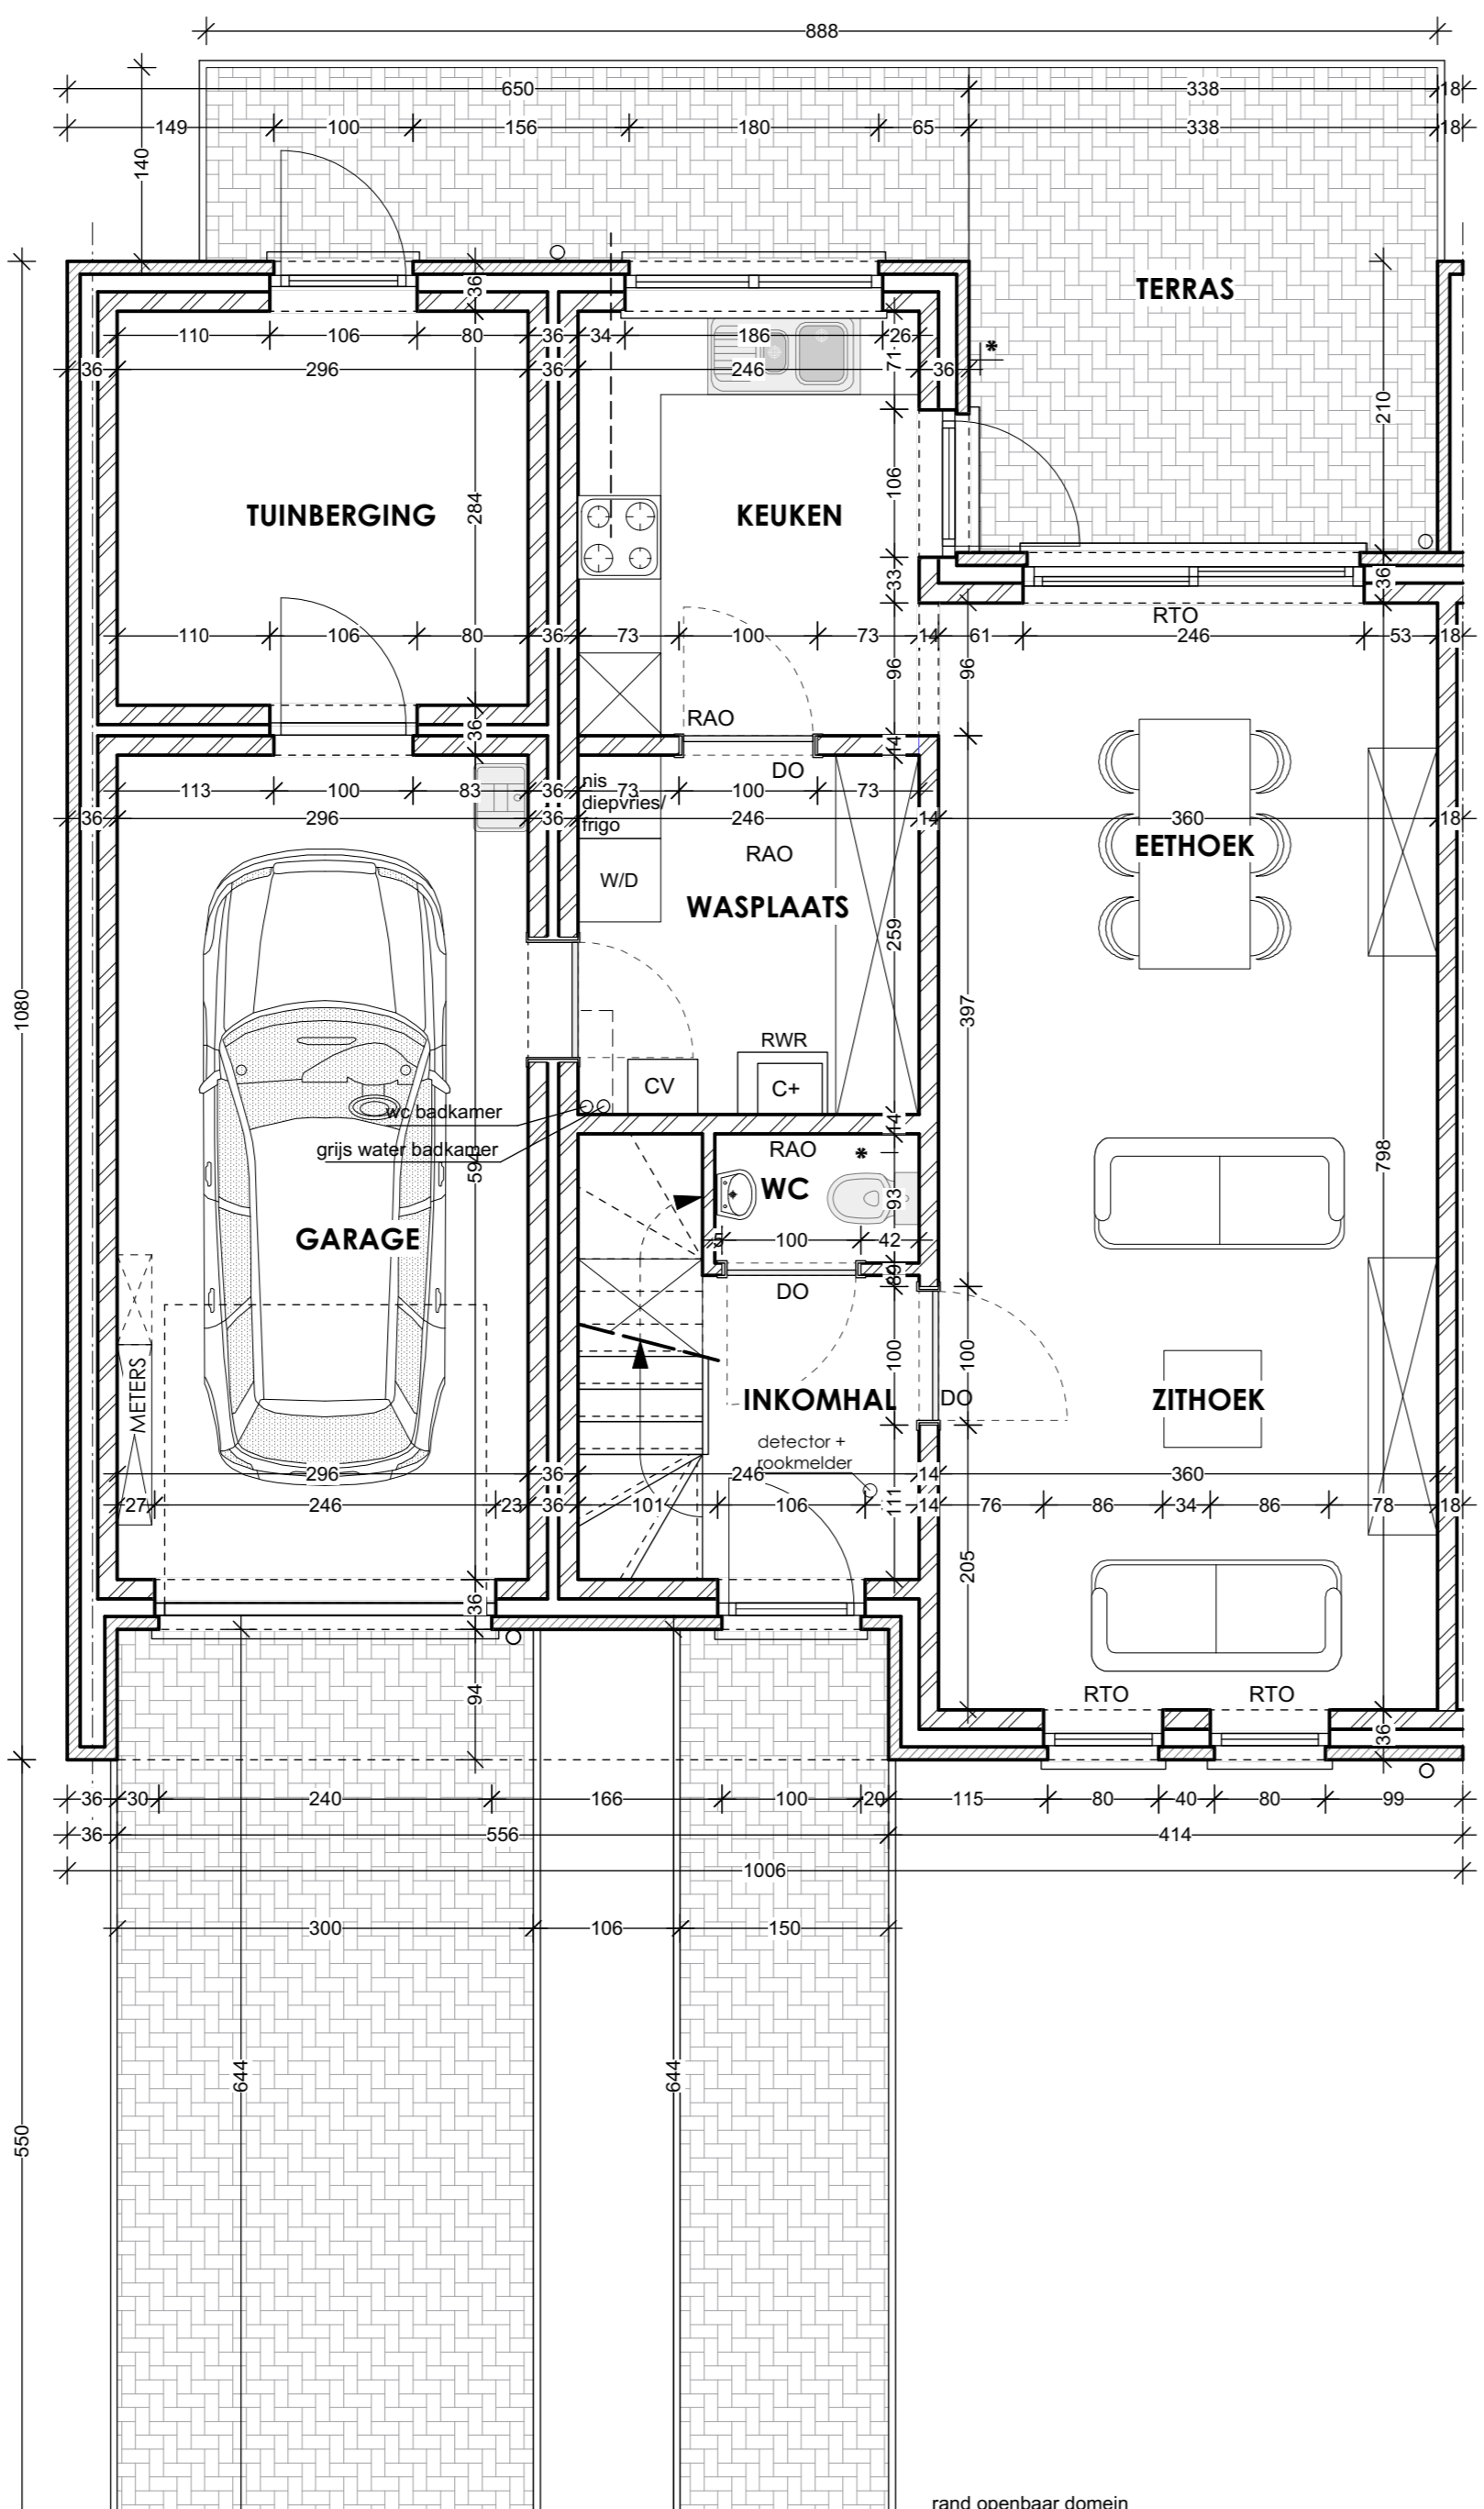 888
650 338 18
149 100 156 180 65 338 18
140
TERRAS
36
110 106 80 36 34 186 26
71
*
36 296 36 246 36
210
284
106
TUINBERGING
KEUKEN
33
36
RTO
110 106 80 36 73 100 73 14 61 246 53 18
96
96
RAO
36
14
DO
nis
diepvries/
frigo
113 100 83 36 73 100 73
36 296 36 246 14 360 18
EETHOEK
RAO
W/D
WASPLAATS
259
1080
397
RWR
CV
C+
wc badkamer
14
grijs water badkamer
RAO
*
594
798
WC
93
GARAGE
5 100 42
8
9
DO
100
100
METERS
INKOMHAL
DO
ZITHOEK
detector +
rookmelder
296 36 246 14 360
27 246 23 36 101 106 111 14 76 86 34 86 78 18
205
36
94
RTO
RTO
36
36 30 240 166 100 20 115 80 40 80 99
36 556 414
1006
300 106 150
644
644
550
rand openbaar domein